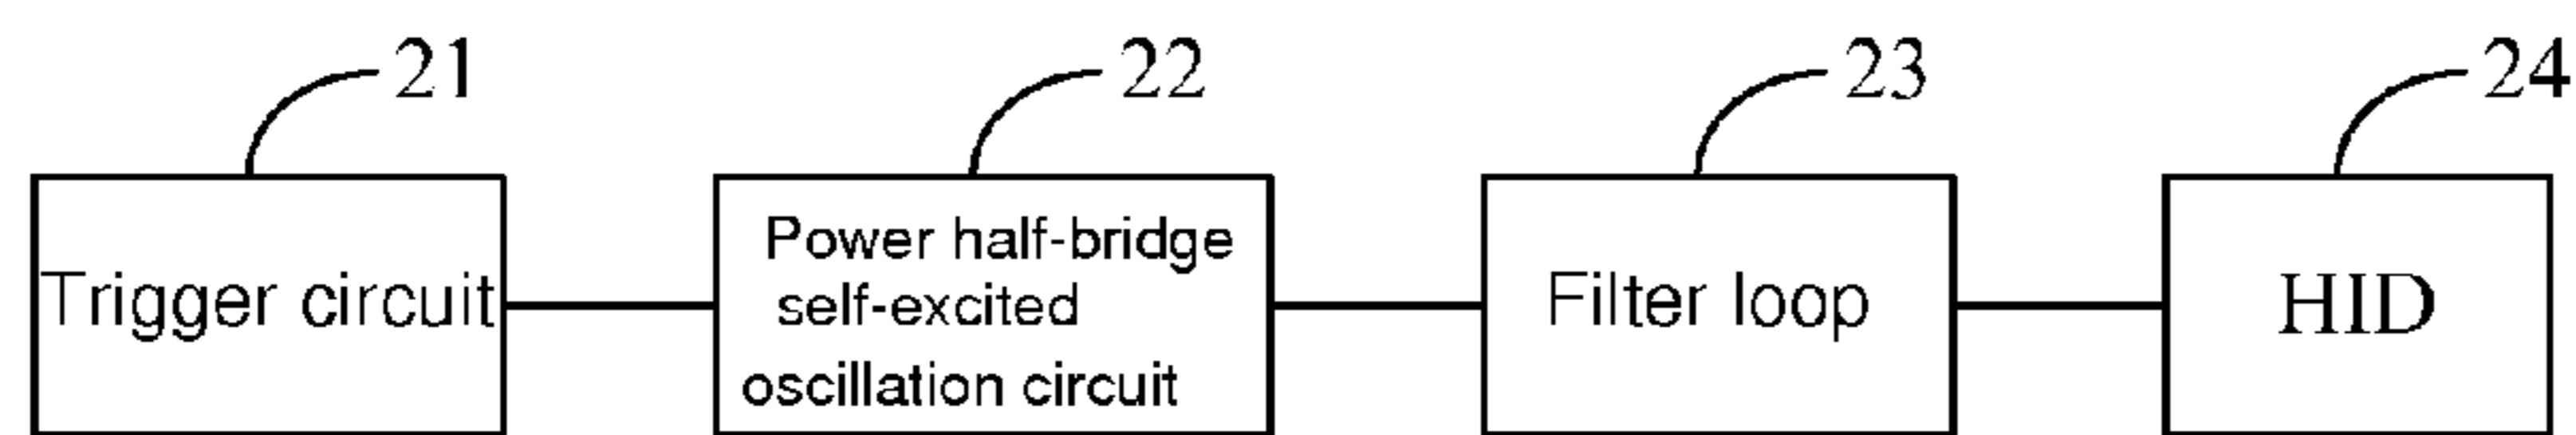 21
22
23
24
Trigger circuit
Power half-bridge
self-excited
oscillation circuit
Filter loop
HID